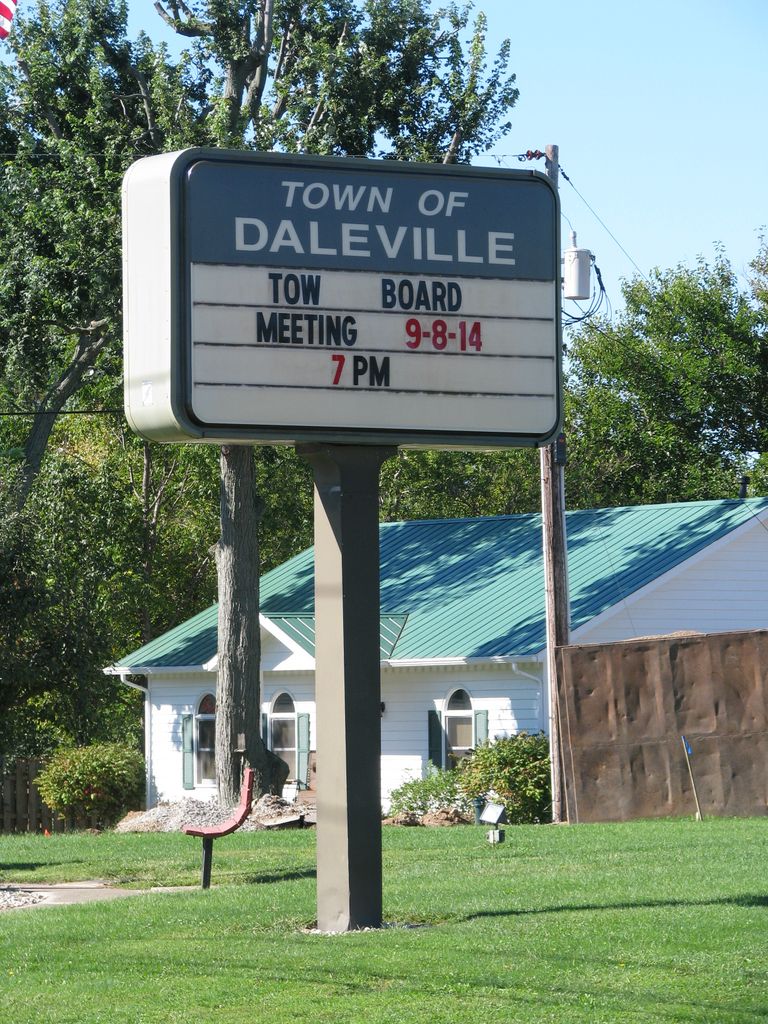 TOWN OF
DALEVILLE
TOW BOARD
MEETING 9-8-14
7 PM